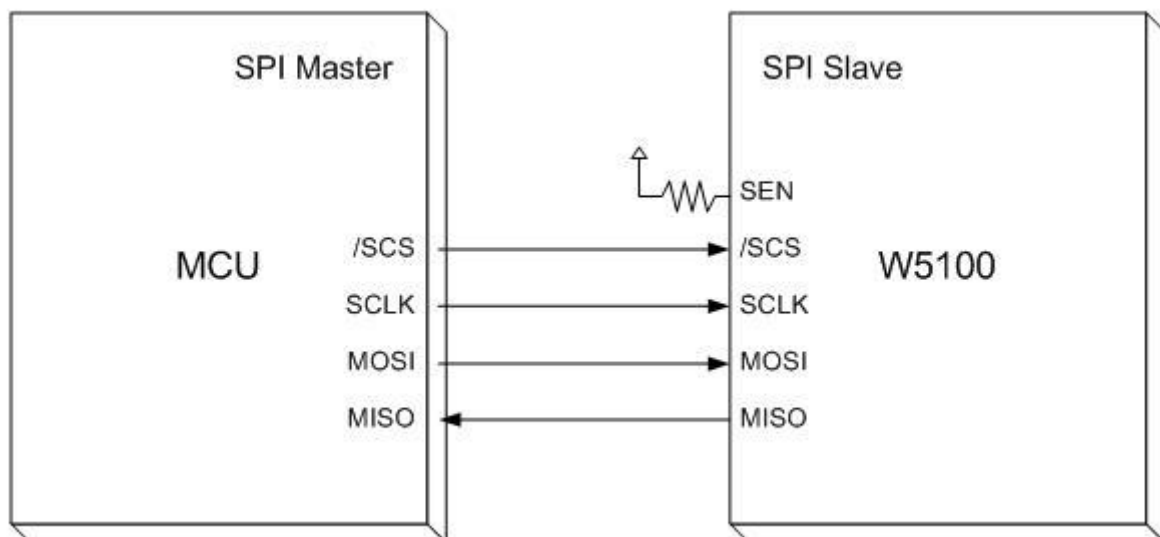 SPI Master
SPI Slave
SEN
MCU
/SCS
SCLK
MOSI
MISO
/SCS
SCLK
MOSI
MISO
W5100